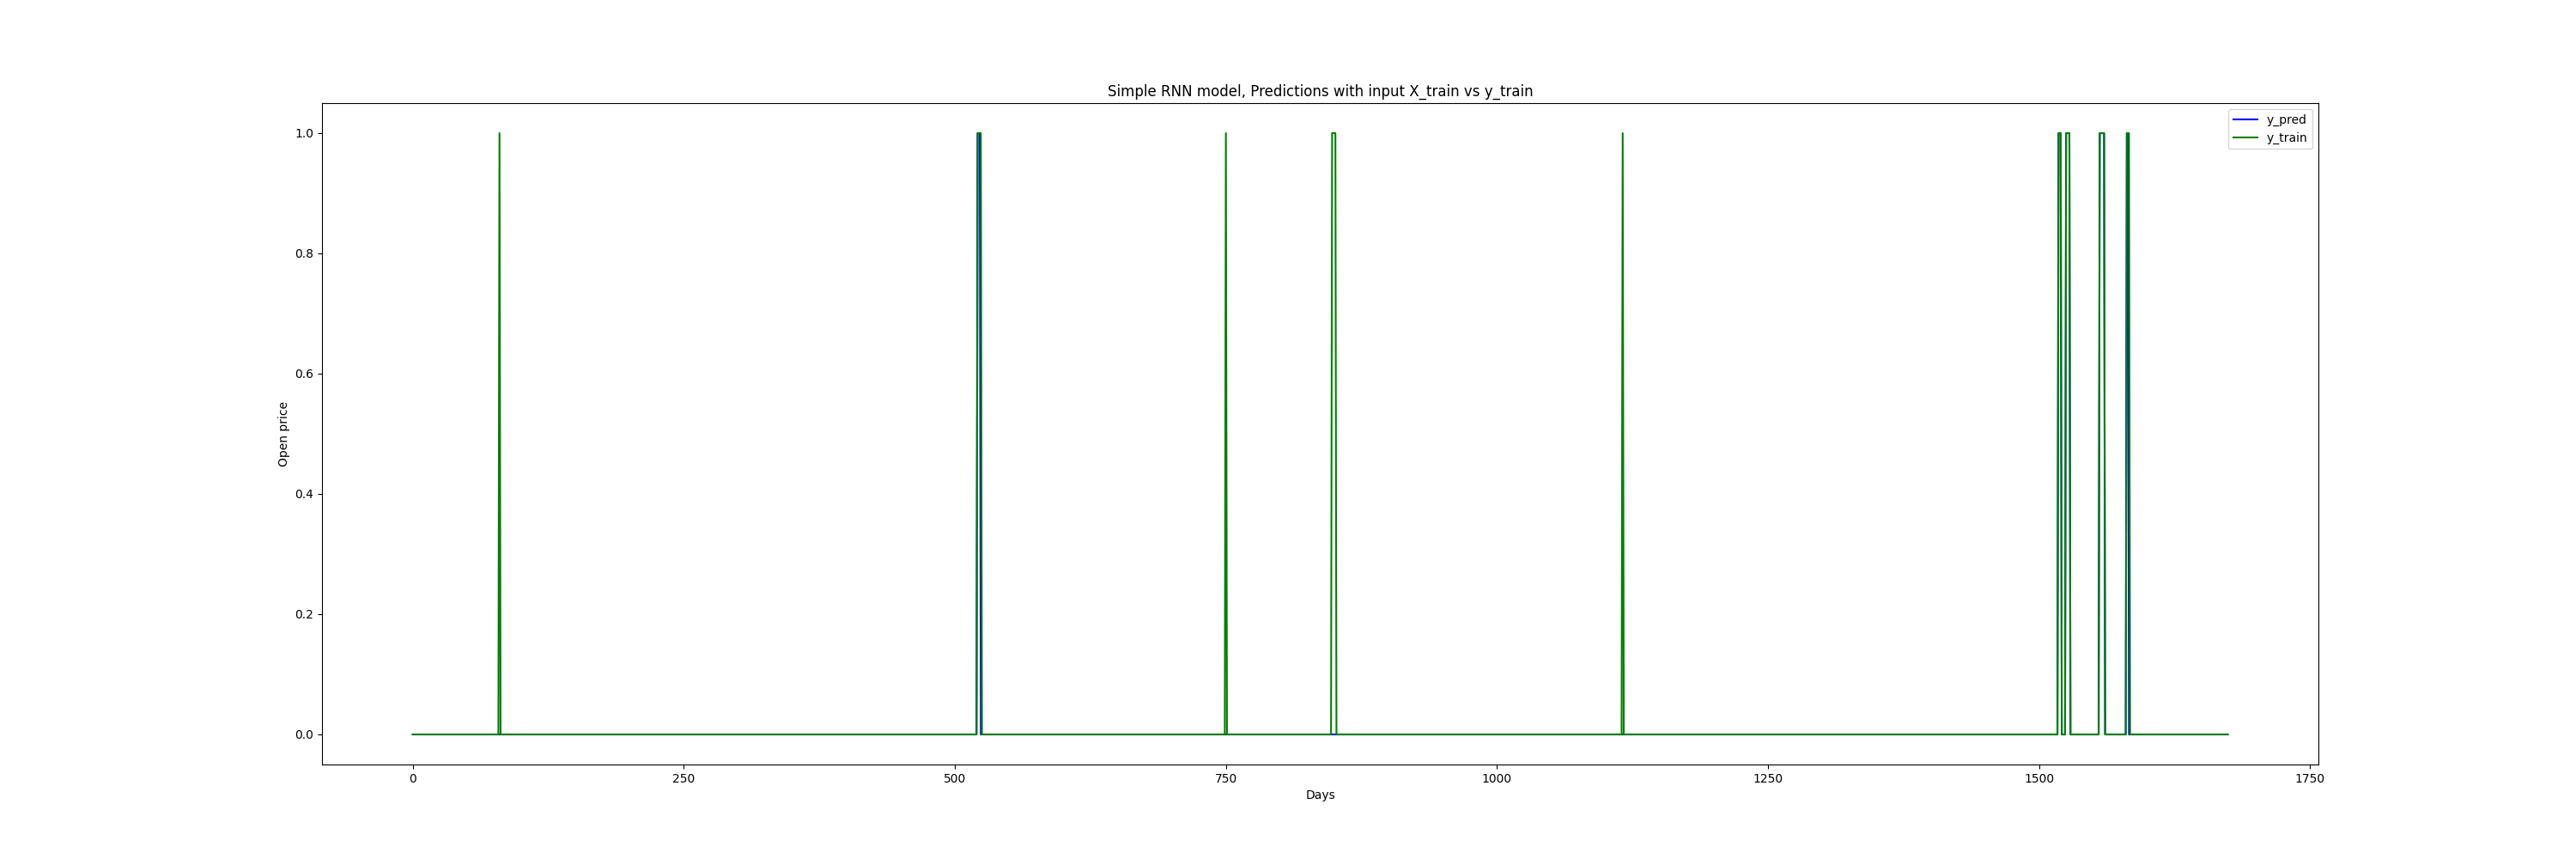 Simple RNN model, Predictions with input X_train vs y_train
y_pred
y_train
1.0
0.8
0.6
0.4
0.2
0.0
Open price
0
250
500
750
1000
1250
1500
1750
Days